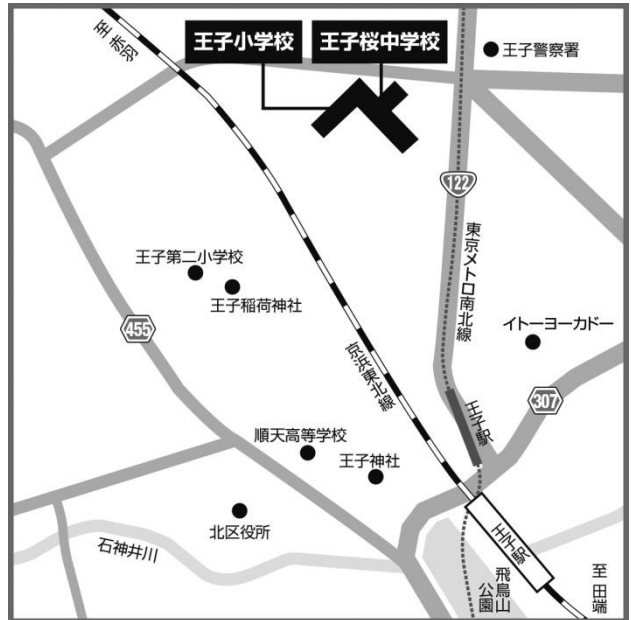 至赤羽
王子小学校
王子桜中学校
王子警察署
122
東京メトロ南北線
王子第二小学校
王子稲荷神社
455
京浜東北線
イトーヨーカドー
307
王子駅
順天高等学校
王子神社
北区役所
石神井川
王子駅
飛鳥山
公園
至田端